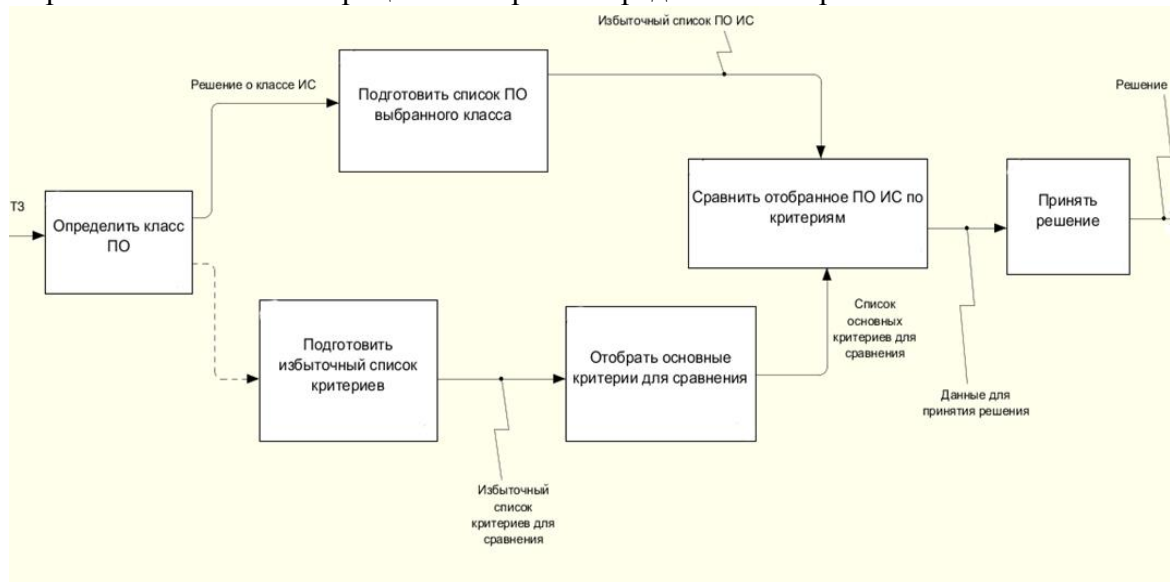 Избыточный список ПО ИС
Решение о классе ИС
Подготовить список ПО
выбранного класса
Решение
ТЗ
Определить класс
ПО
Сравнить отобранное ПО ИС по
критериям
Принять
решение
Подготовить
избыточный список
критериев
Отобрать основные
критерии для сравнения
Список
основных
критериев для
сравнения
Данные для
принятия решения
Избыточный
список
критериев для
сравнения